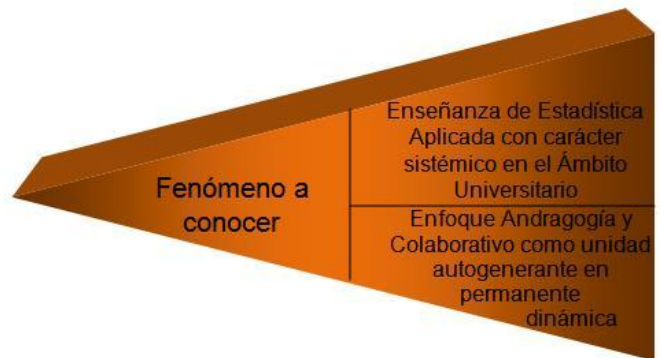 Fenómeno a
conocer
Enseñanza de Estadística
Aplicada con carácter
sistémico en el Ámbito
Universitario
Enfoque Andragogía y
Colaborativo como unidad
autogenerante en
permanente
dinámica